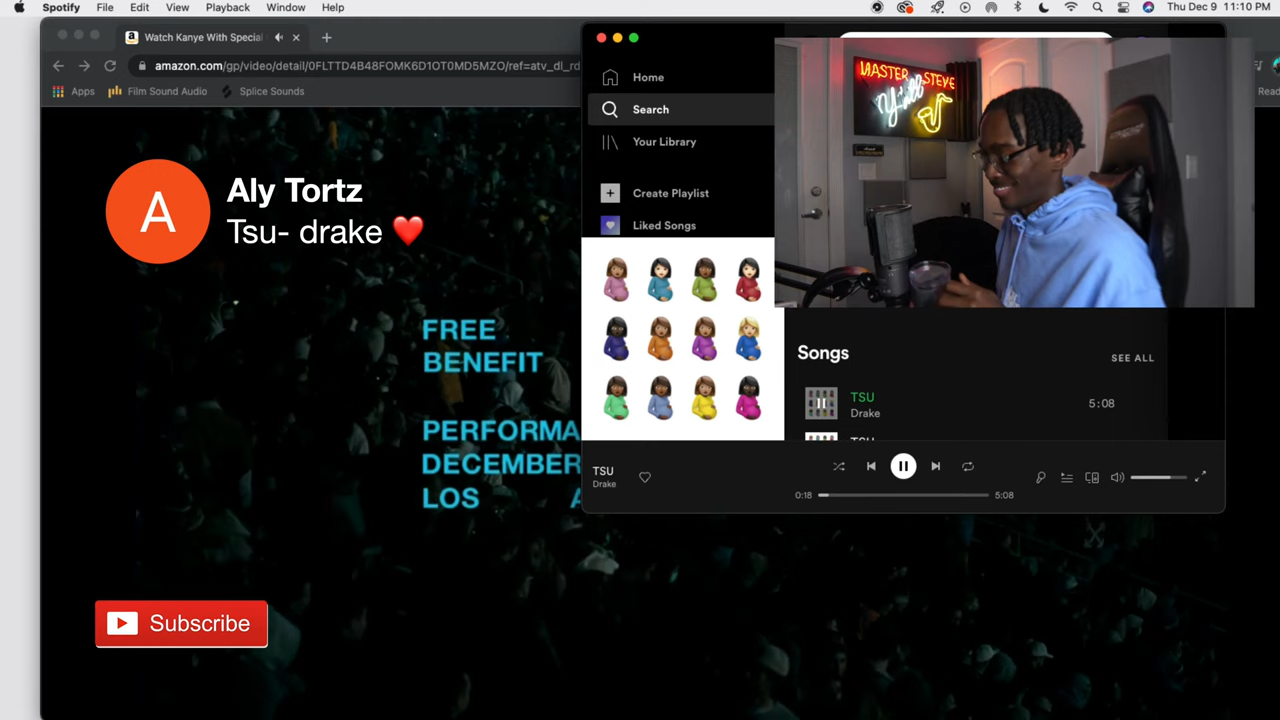 Spotify File Edit View Playback Window Help
Thu Dec 9 11:10 PM
Watch Kanye With Special
amazon.com/gp/video/detail/0FLTTD4B48FOMK6D1OT0MD5MZO/ref=atv_dl_rd
Apps Film Sound Audio Splice Sounds
Read
A
Aly Tortz
Tsu- drake ❤️
FREE
BENEFIT
PERFORMA
DECEMBER
LOS A
Subscribe
Home
Search
Your Library
Create Playlist
Liked Songs
MASTER STEVE
y'all
Songs
SEE ALL
TSU
Drake
5:08
TSU
TSU
Drake
0:18
5:08